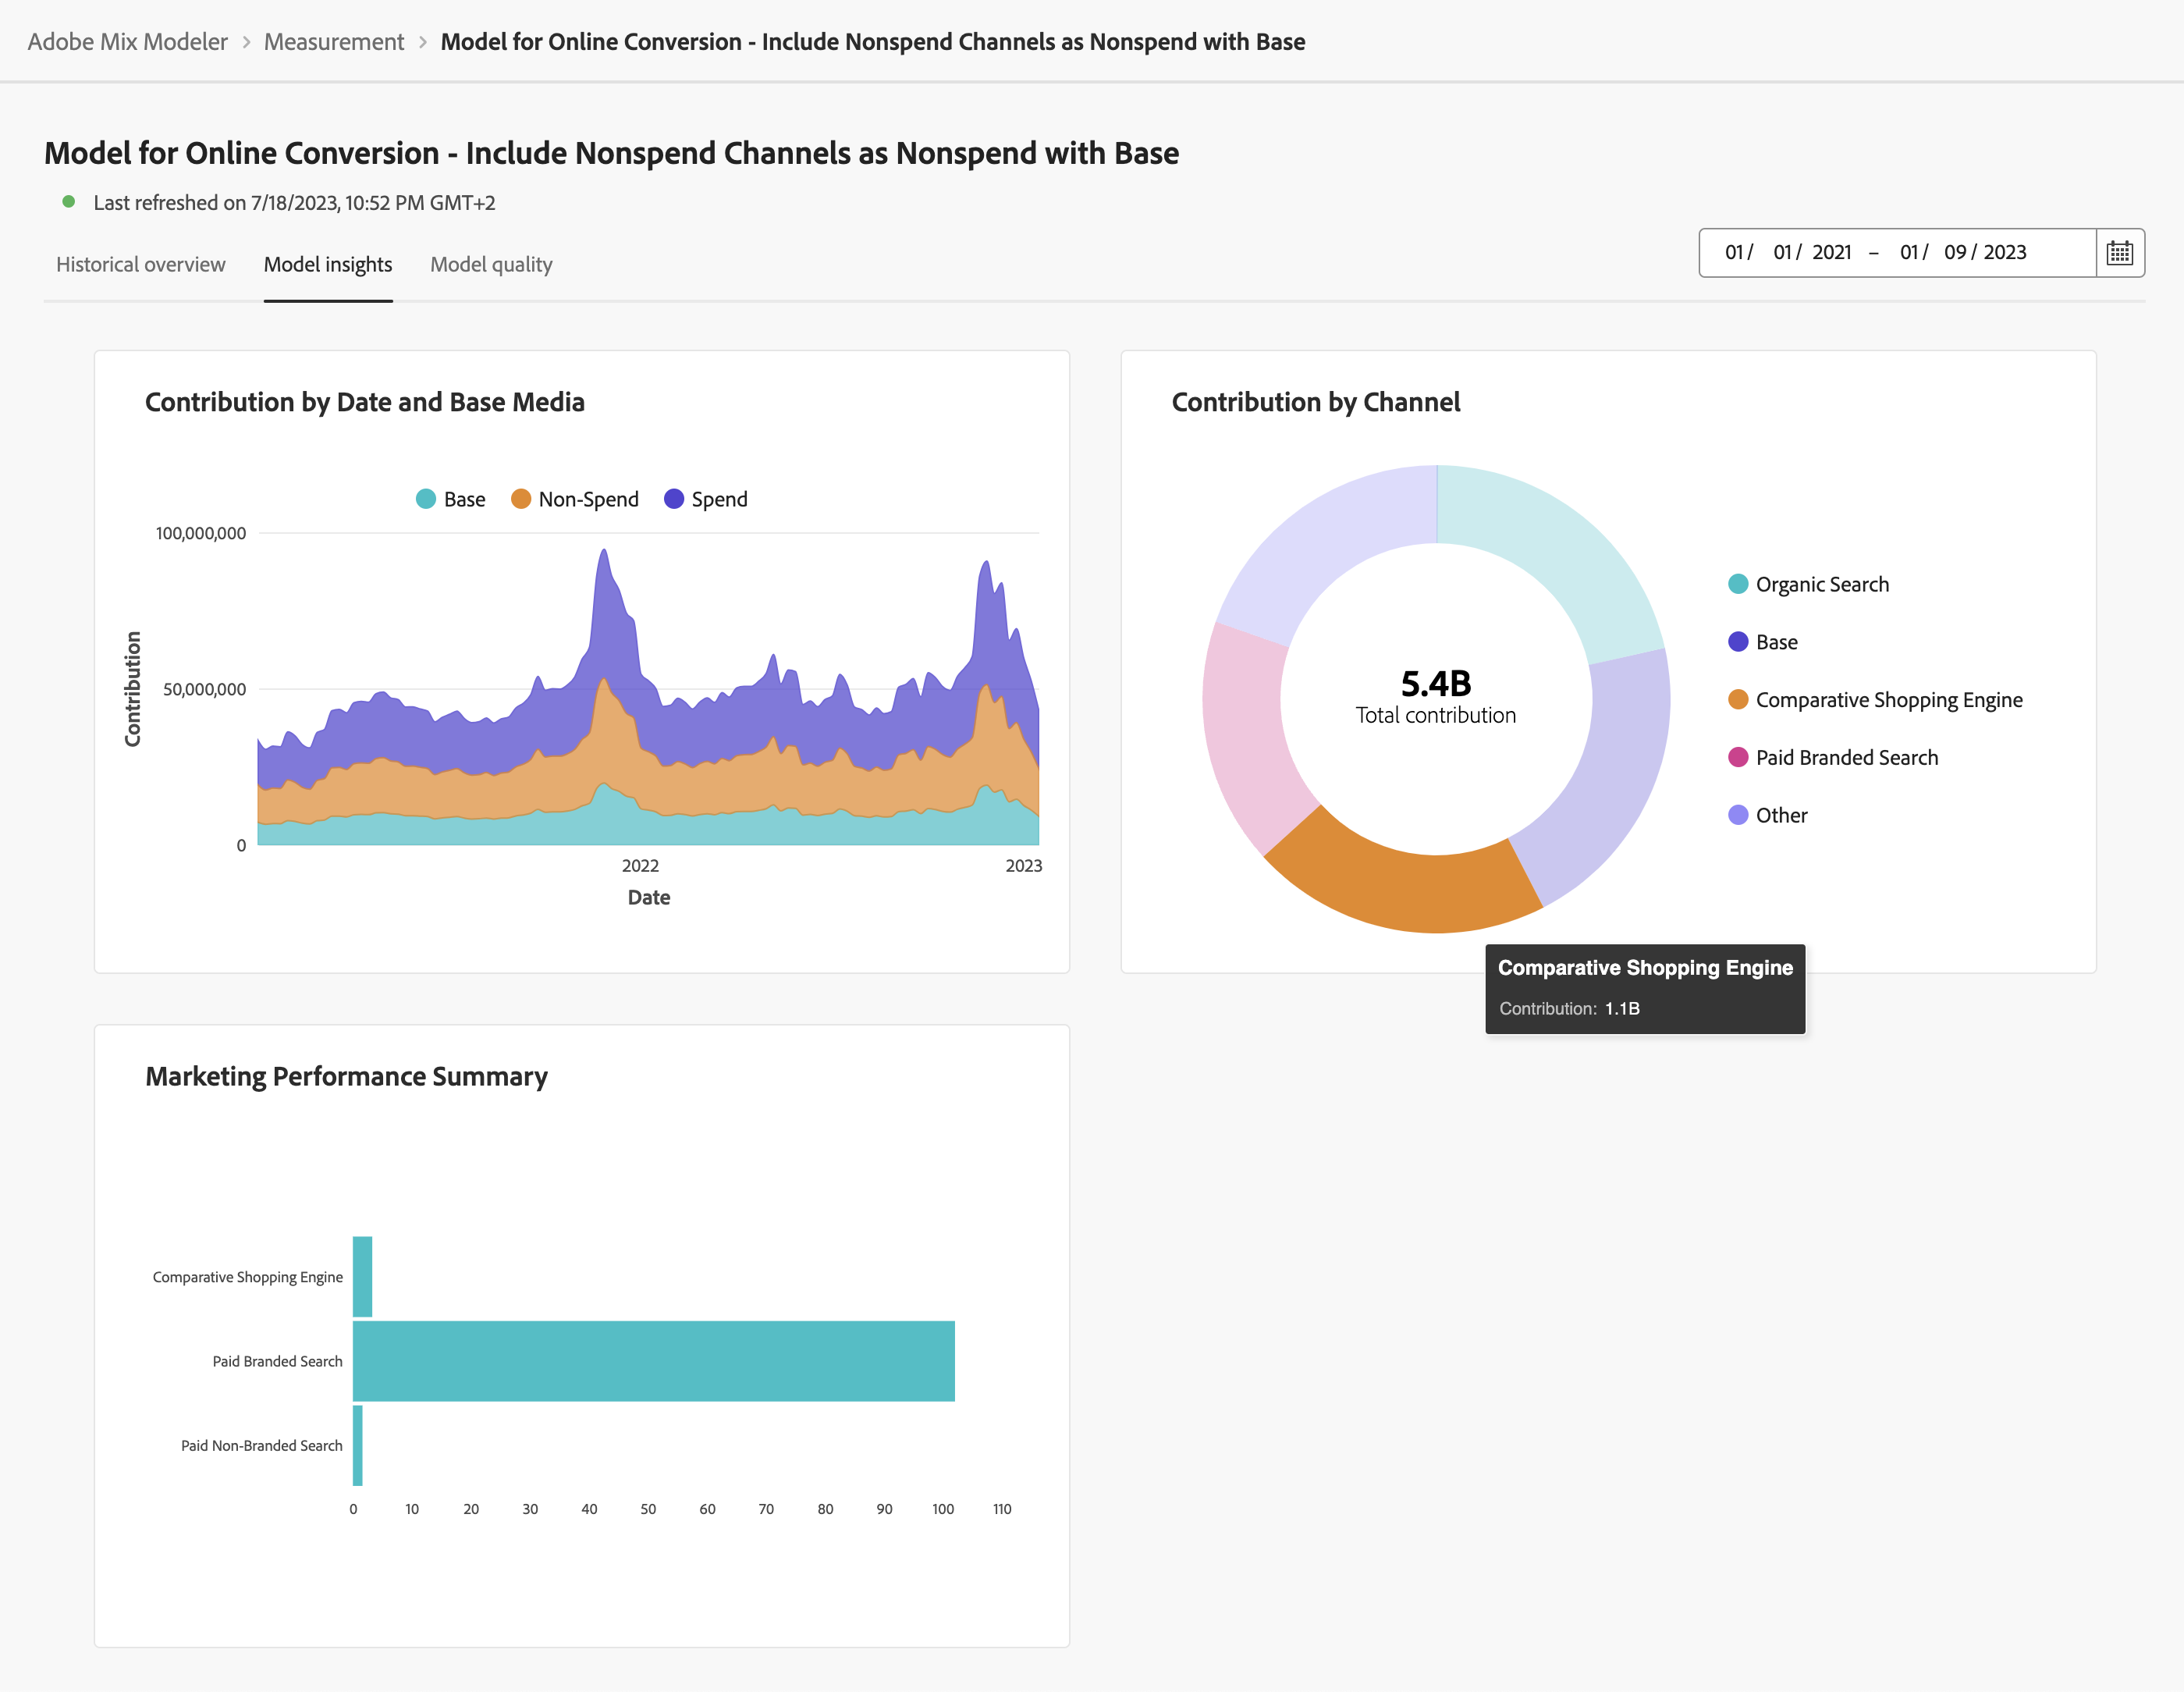 Adobe Mix Modeler > Measurement > Model for Online Conversion - Include Nonspend Channels as Nonspend with Base
Model for Online Conversion - Include Nonspend Channels as Nonspend with Base
Last refreshed on 7/18/2023, 10:52 PM GMT+2
Historical overview Model insights Model quality
01 / 01 / 2021 – 01 / 09 / 2023
Contribution by Date and Base Media
Base Non-Spend Spend
100,000,000
50,000,000
0
Contribution
2022 2023
Date
Contribution by Channel
5.4B
Total contribution
Organic Search
Base
Comparative Shopping Engine
Paid Branded Search
Other
Comparative Shopping Engine
Contribution: 1.1B
Marketing Performance Summary
Comparative Shopping Engine
Paid Branded Search
Paid Non-Branded Search
0 10 20 30 40 50 60 70 80 90 100 110